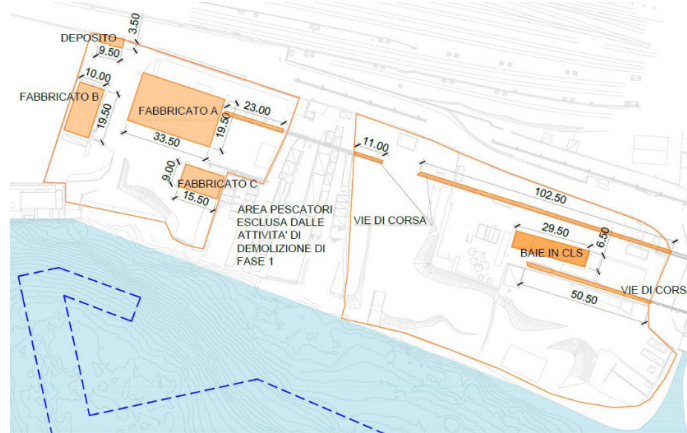 3.50
DEPOSITO
9.50
10.00
FABBRICATO B
19.50
FABBRICATO A
33.50
19.50
23.00
9.00
FABBRICATO C
15.50
11.00
AREA PESCATORI
ESCLUSA DALLE
ATTIVITA' DI
DEMOLIZIONE DI
FASE 1
VIE DI CORSA
102.50
29.50
6.50
BAIE IN CLS
50.50
VIE DI CORSA